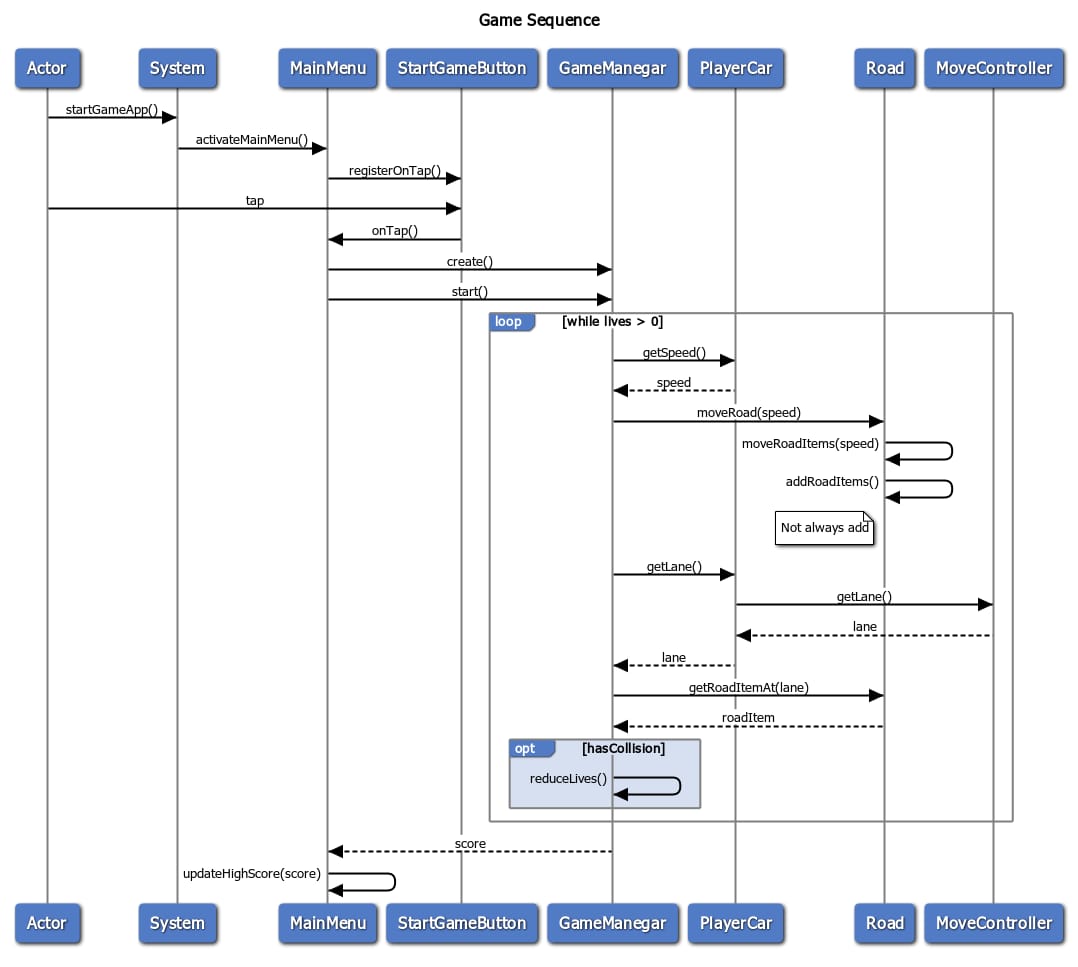 Game Sequence
Actor System MainMenu StartGameButton GameManegar PlayerCar Road MoveController
startGameApp()
activateMainMenu()
registerOnTap()
tap
onTap()
create()
start()
loop [while lives > 0]
getSpeed()
speed
moveRoad(speed)
moveRoadItems(speed)
addRoadItems()
Not always add
getLane()
getLane()
lane
lane
getRoadItemAt(lane)
roadItem
opt [hasCollision]
reduceLives()
score
updateHighScore(score)
Actor System MainMenu StartGameButton GameManegar PlayerCar Road MoveController